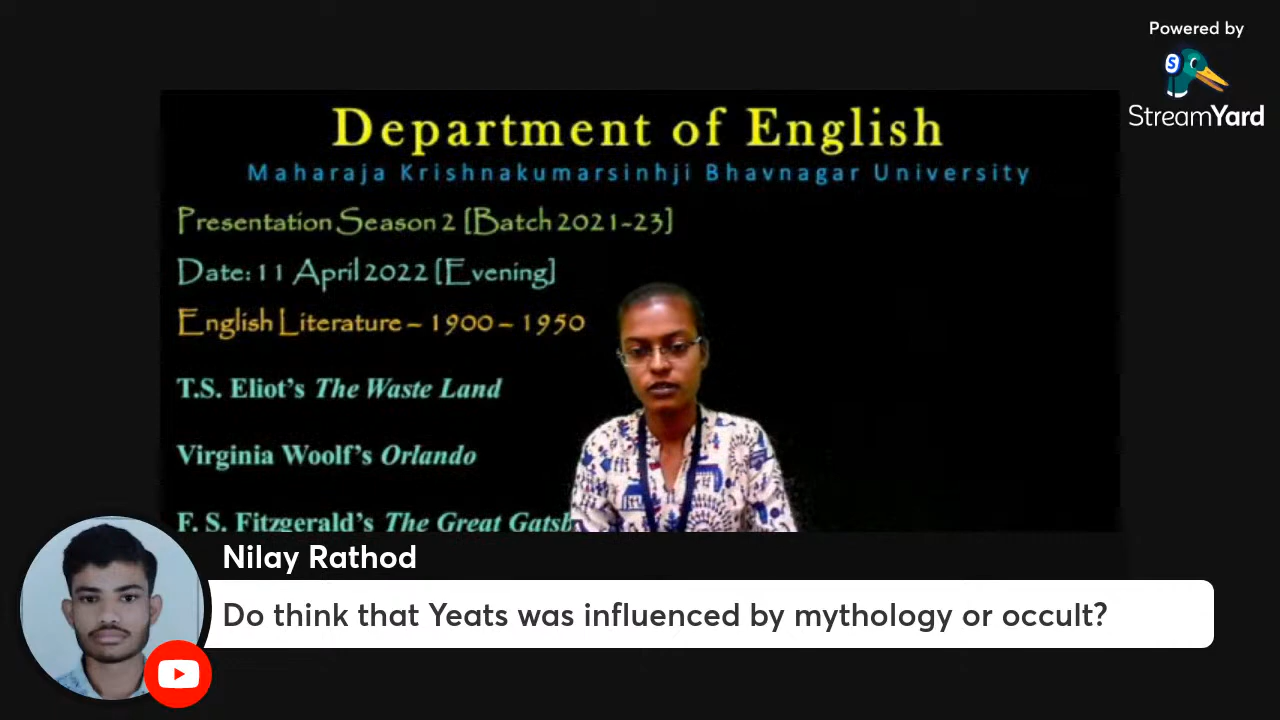 Powered by
S
StreamYard
Department of English
Maharaja Krishnakumarsinhji Bhavnagar University
Presentation Season 2 [Batch 2021-23]
Date: 11 April 2022 [Evening]
English Literature – 1900 – 1950
T.S. Eliot's The Waste Land
Virginia Woolf's Orlando
F. S. Fitzgerald's The Great Gatsb
Nilay Rathod
Do think that Yeats was influenced by mythology or occult?